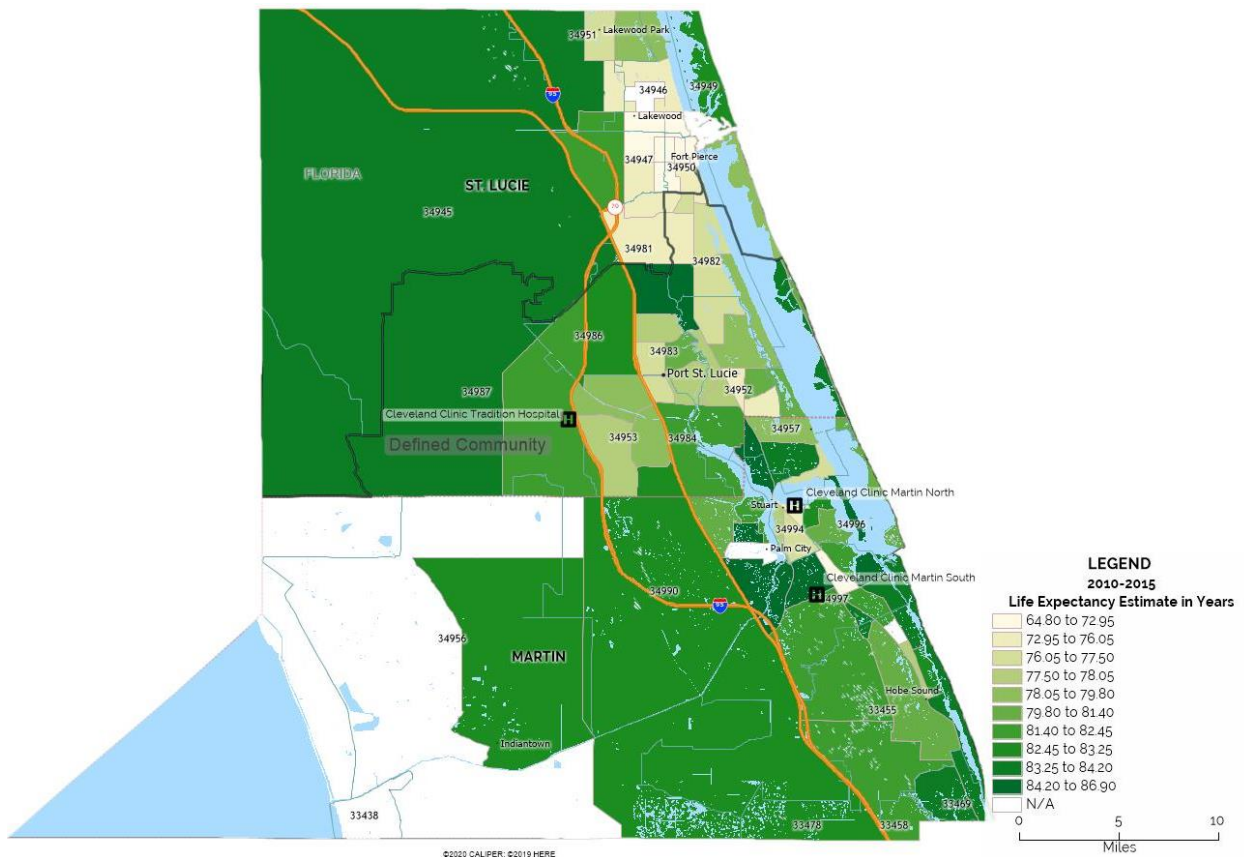 34951
Lakewood Park
34946
34949
95
Lakewood
34947
Fort Pierce
34950
FLORIDA
ST. LUCIE
34945
70
34981
34982
34986
34983
Port St. Lucie
34987
34952
Cleveland Clinic Tradition Hospital
H
34953
34984
34957
Defined Community
Cleveland Clinic Martin North
H
Stuart
34994
34996
Palm City
Cleveland Clinic Martin South
H
34997
34990
95
34956
MARTIN
Hobe Sound
33455
Indiantown
33438
33478
33458
33469
LEGEND
2010-2015
Life Expectancy Estimate in Years
64.80 to 72.95
72.95 to 76.05
76.05 to 77.50
77.50 to 78.05
78.05 to 79.80
79.80 to 81.40
81.40 to 82.45
82.45 to 83.25
83.25 to 84.20
84.20 to 86.90
N/A
0 5 10
Miles
©2020 CALIPER; ©2019 HERE